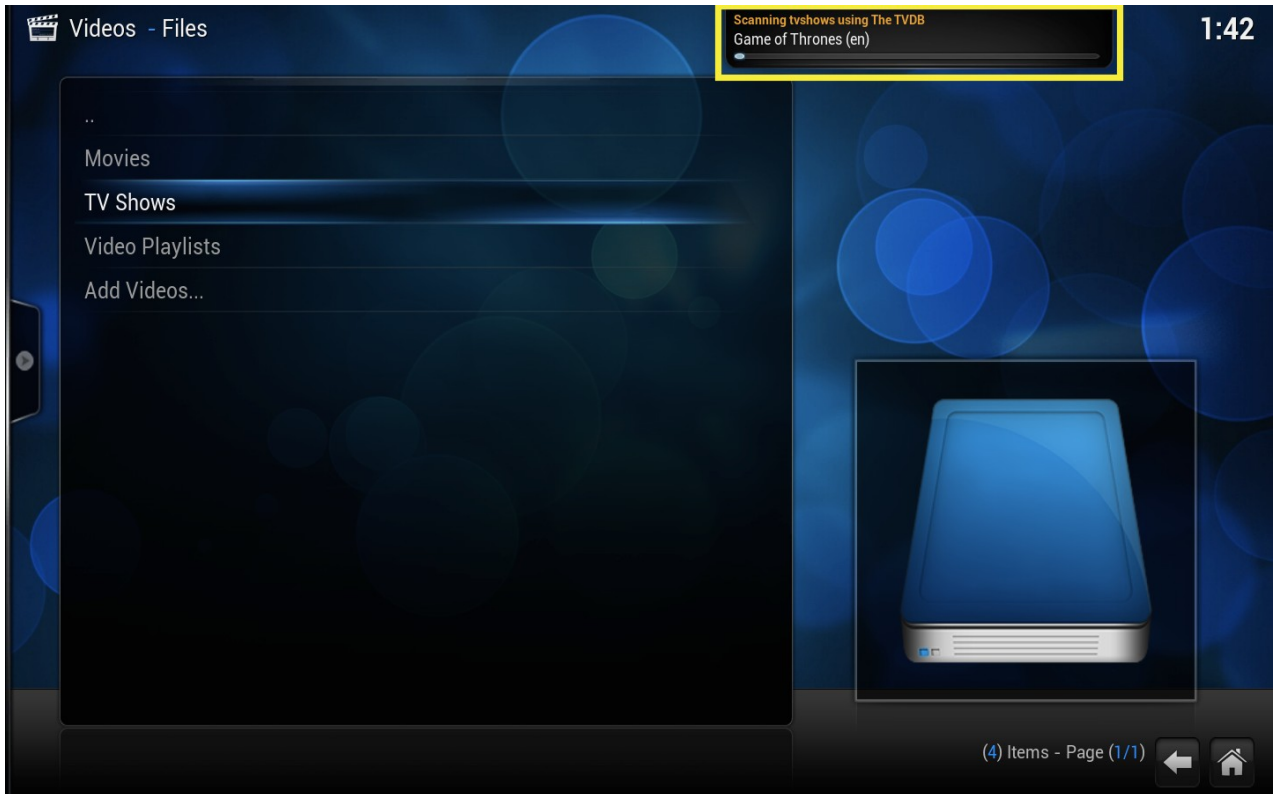 Videos - Files
Scanning tvshows using The TVDB
Game of Thrones (en)
1:42
..
Movies
TV Shows
Video Playlists
Add Videos...
(4) Items - Page (1/1)